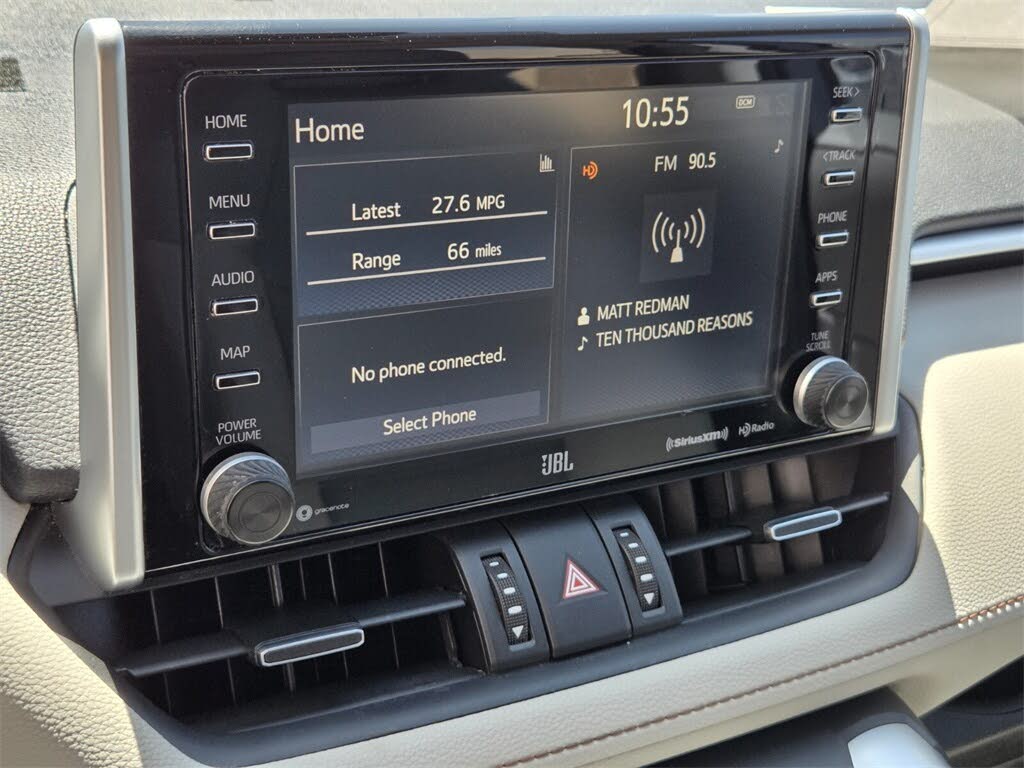 HOME
MENU
AUDIO
MAP
POWER
VOLUME
Home
10:55
DCM
Latest 27.6 MPG
Range 66 miles
No phone connected.
Select Phone
HD
FM 90.5
MATT REDMAN
TEN THOUSAND REASONS
SEEK >
< TRACK
PHONE
APPS
TUNE
SCROLL
gracenote
JBL
SiriusXM
HD Radio